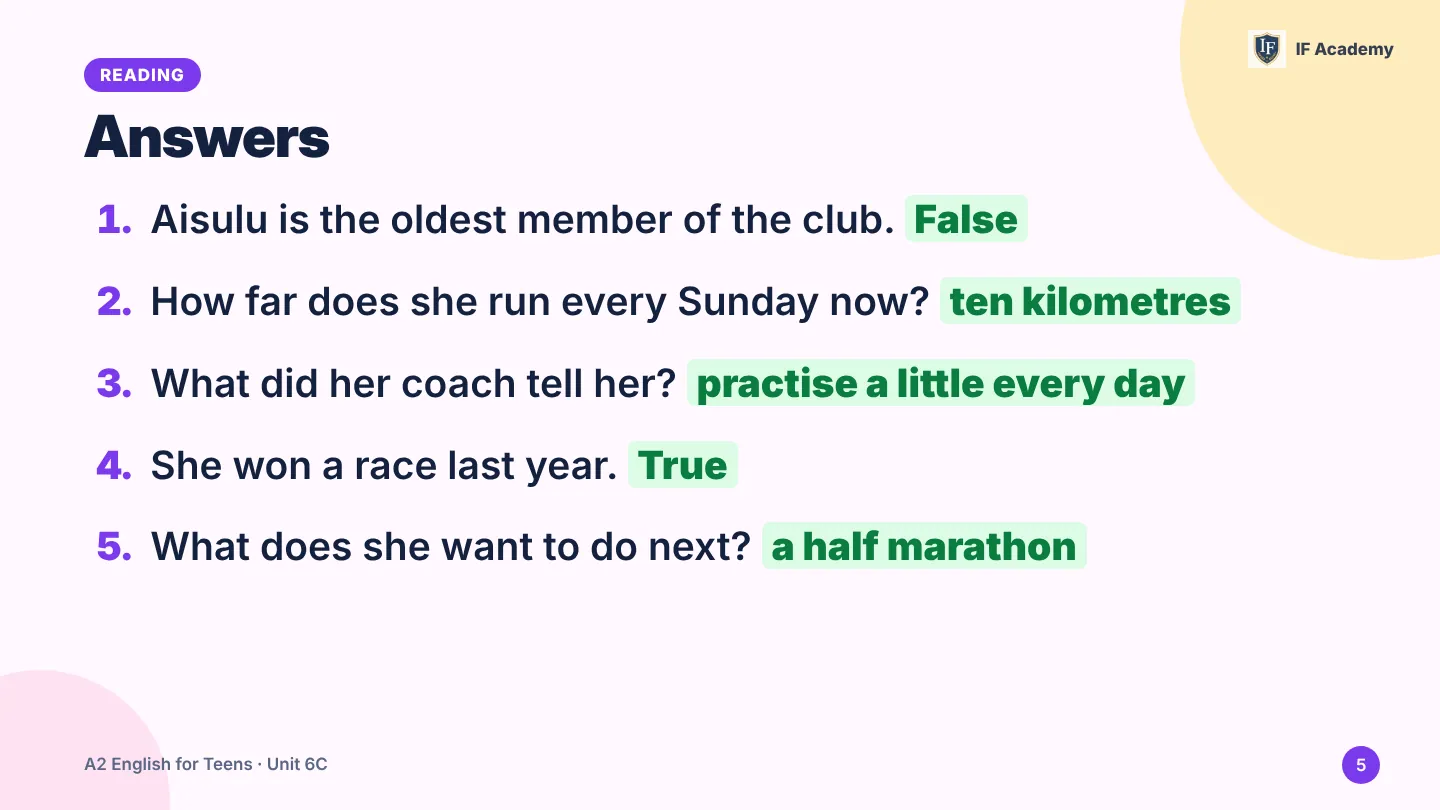 IF IF Academy
READING
Answers
1. Aisulu is the oldest member of the club. False
2. How far does she run every Sunday now? ten kilometres
3. What did her coach tell her? practise a little every day
4. She won a race last year. True
5. What does she want to do next? a half marathon
A2 English for Teens · Unit 6C
5